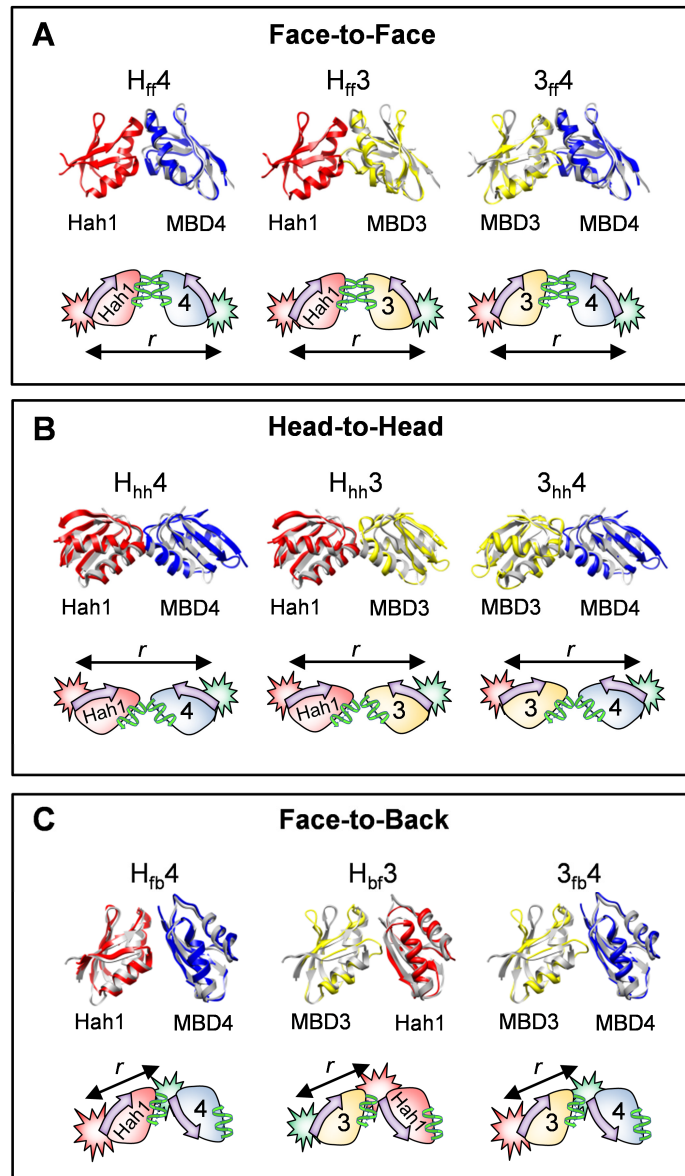 A Face-to-Face
Hff4 Hff3 3ff4
Hah1 MBD4 Hah1 MBD3 MBD3 MBD4
Hah1 4 Hah1 3 3 4
r r r
B Head-to-Head
Hhh4 Hhh3 3hh4
Hah1 MBD4 Hah1 MBD3 MBD3 MBD4
r r r
Hah1 4 Hah1 3 3 4
C Face-to-Back
Hfb4 Hbf3 3fb4
Hah1 MBD4 MBD3 Hah1 MBD3 MBD4
r r r
Hah1 4 3 Hah1 3 4